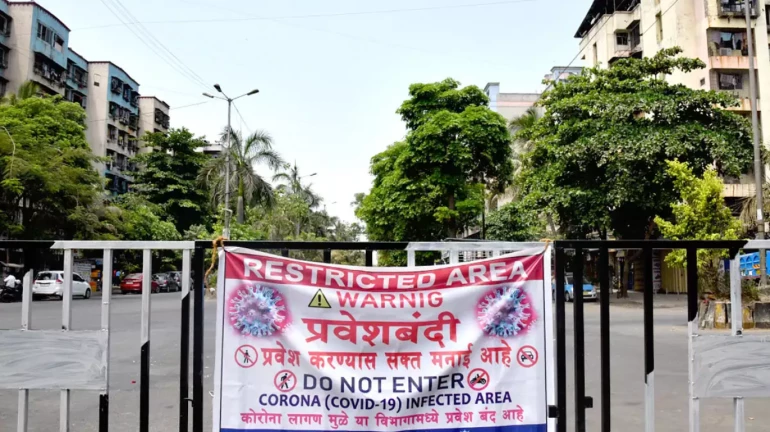 RESTRICTED AREA
WARNIG
प्रवेशबंदी
प्रवेश करण्यास सक्त मनाई आहे
DO NOT ENTER
CORONA (COVID-19) INFECTED AREA
कोरोना लागण मुळे या विभागामध्ये प्रवेश बंद आहे